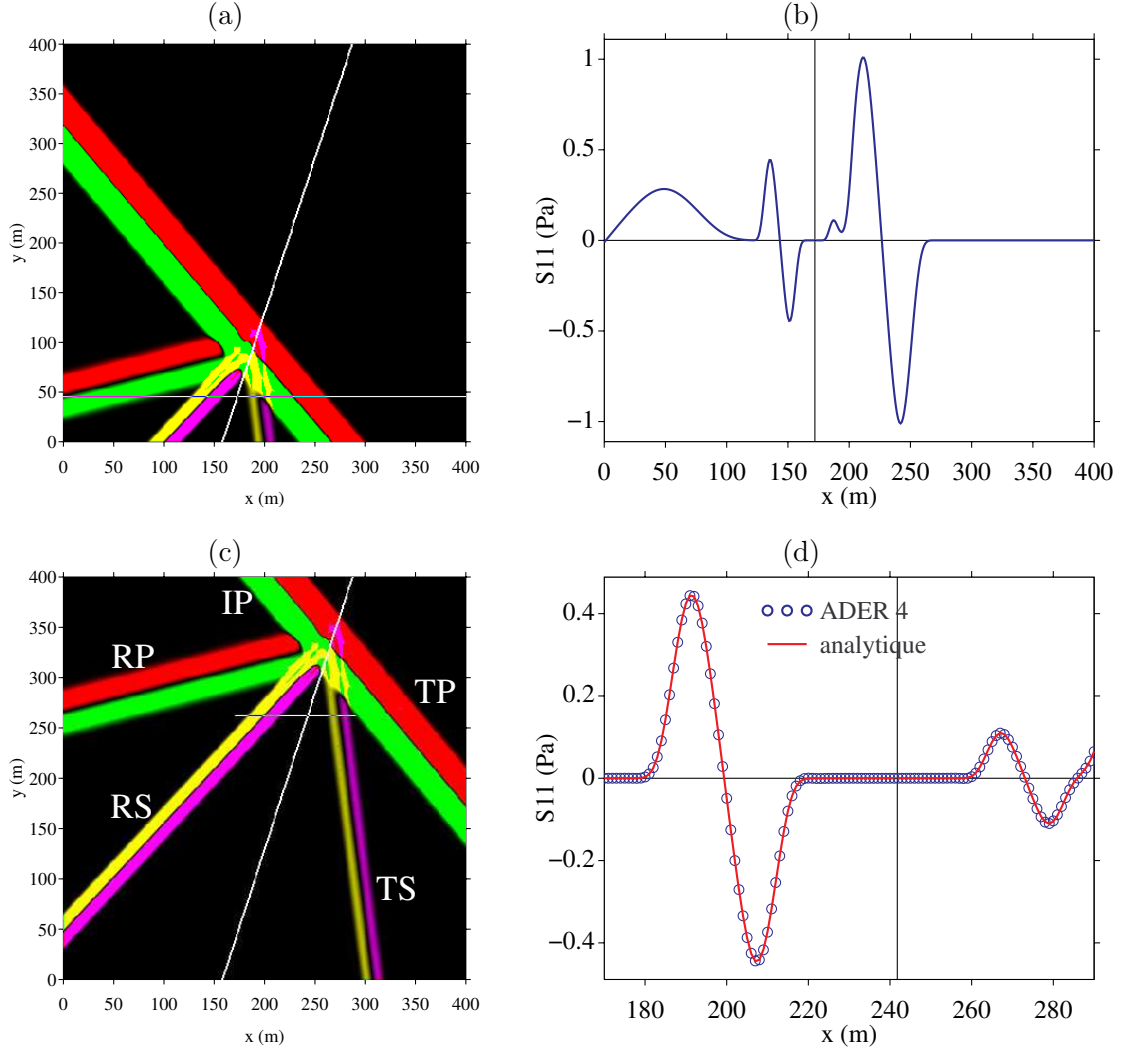 (a)
400
350
300
250
200
150
100
50
0
y (m)
0 50 100 150 200 250 300 350 400
x (m)
(b)
1
0.5
0
−0.5
−1
S11 (Pa)
0 50 100 150 200 250 300 350 400
x (m)
(c)
400
350
300
250
200
150
100
50
0
y (m)
IP
RP
TP
RS
TS
0 50 100 150 200 250 300 350 400
x (m)
(d)
0.4
0.2
0
−0.2
−0.4
S11 (Pa)
ADER 4
analytique
180 200 220 240 260 280
x (m)